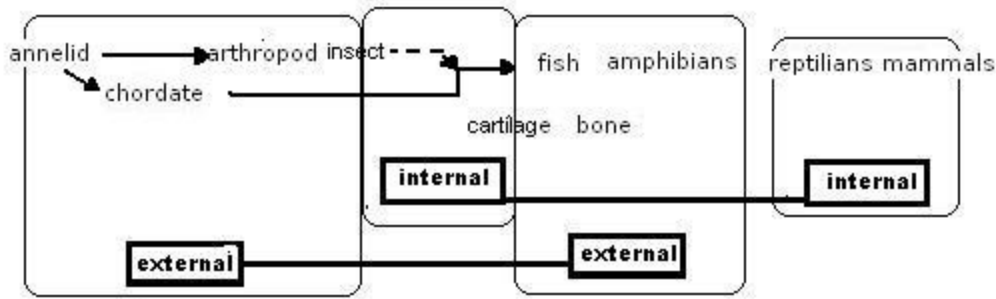 annelid arthropod insect fish amphibians reptilians mammals
chordate
cartilage bone
internal internal
external external